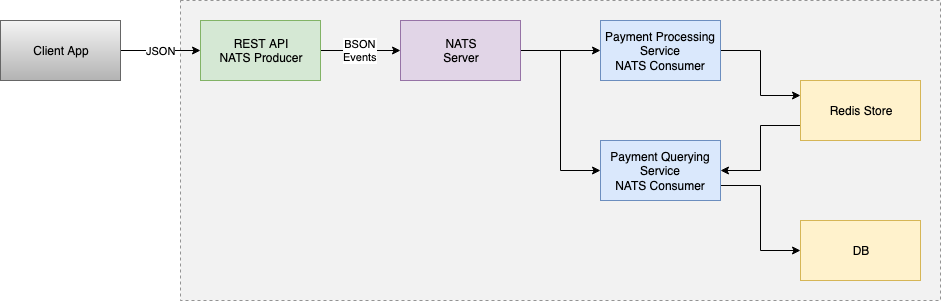 Client App
JSON
REST API
NATS Producer
BSON
Events
NATS
Server
Payment Processing
Service
NATS Consumer
Redis Store
Payment Querying
Service
NATS Consumer
DB